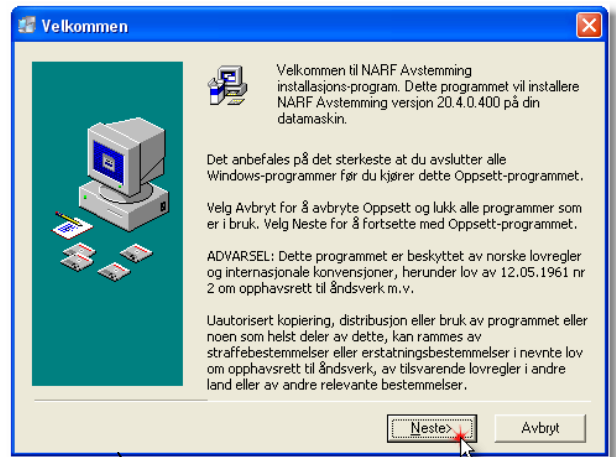 Velkommen
Velkommen til NARF Avstemming
installasjons-program. Dette programmet vil installere
NARF Avstemming versjon 20.4.0.400 på din
datamaskin.
Det anbefales på det sterkeste at du avslutter alle
Windows-programmer før du kjører dette Oppsett-programmet.
Velg Avbryt for å avbryte Oppsett og lukk alle programmer som
er i bruk. Velg Neste for å fortsette med Oppsett-programmet.
ADVARSEL: Dette programmet er beskyttet av norske lovregler
og internasjonale konvensjoner, herunder lov av 12.05.1961 nr
2 om opphavsrett til åndsverk m.v.
Uautorisert kopiering, distribusjon eller bruk av programmet eller
noen som helst deler av dette, kan rammes av
straffebestemmelser eller erstatningsbestemmelser i nevnte lov
om opphavsrett til åndsverk, av tilsvarende lovregler i andre
land eller av andre relevante bestemmelser.
Neste> Avbryt